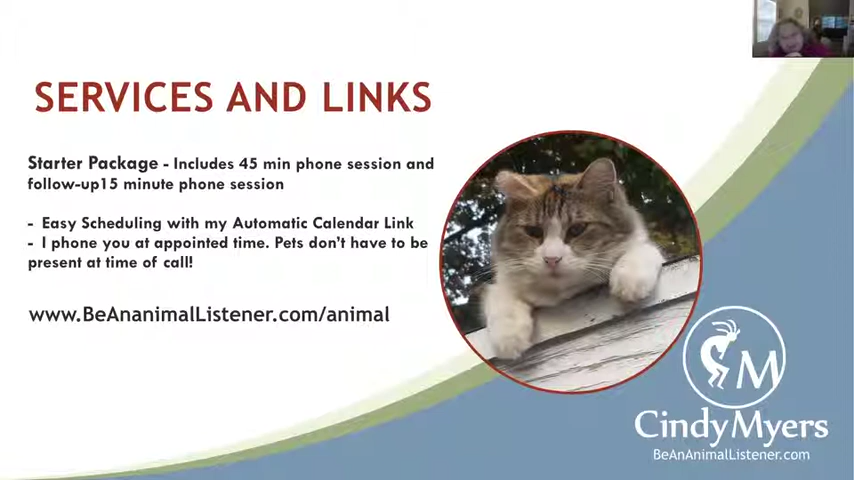 SERVICES AND LINKS
Starter Package - Includes 45 min phone session and
follow-up15 minute phone session
- Easy Scheduling with my Automatic Calendar Link
- I phone you at appointed time. Pets don't have to be
present at time of call!
www.BeAnanimalListener.com/animal
M
Cindy Myers
BeAnAnimalListener.com